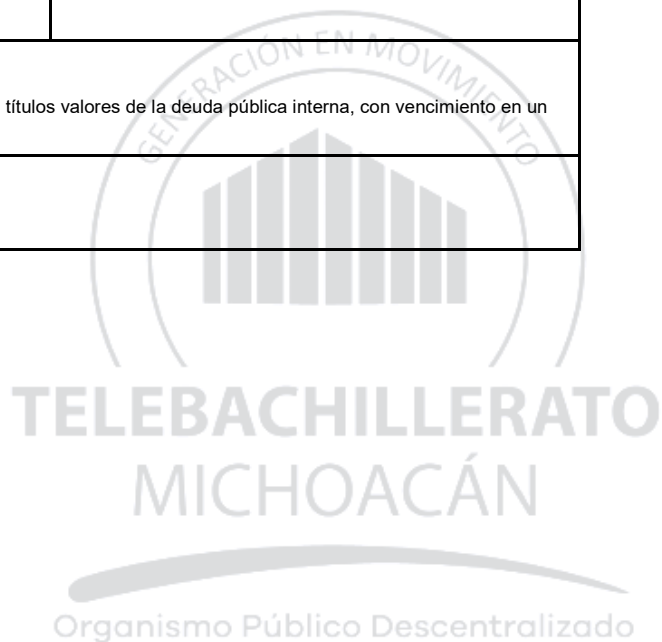 GENERACIÓN EN MOVIMIENTO
títulos valores de la deuda pública interna, con vencimiento en un
TELEBACHILLERATO
MICHOACÁN
Organismo Público Descentralizado